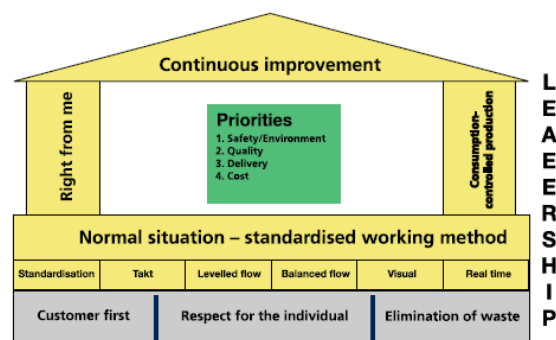 Continuous improvement
Right from me
Priorities
1. Safety/Environment
2. Quality
3. Delivery
4. Cost
Consumption-
controlled production
LEAEERSHIP
Normal situation – standardised working method
Standardisation Takt Levelled flow Balanced flow Visual Real time
Customer first Respect for the individual Elimination of waste